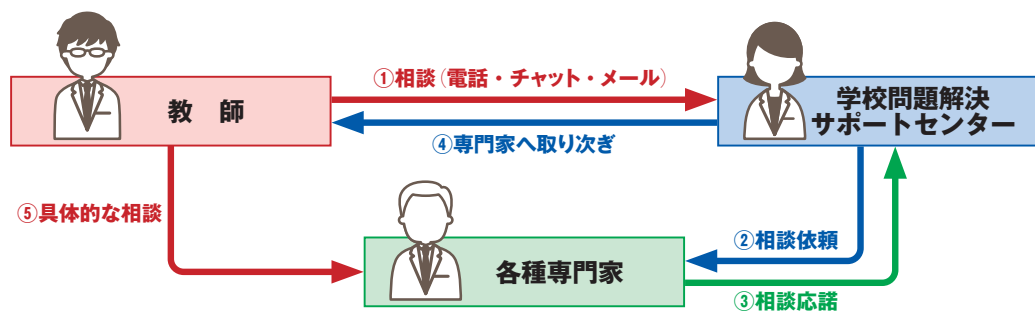 ①相談（電話・チャット・メール）
教　師
学校問題解決
サポートセンター
④専門家へ取り次ぎ
⑤具体的な相談
②相談依頼
各種専門家
③相談応諾